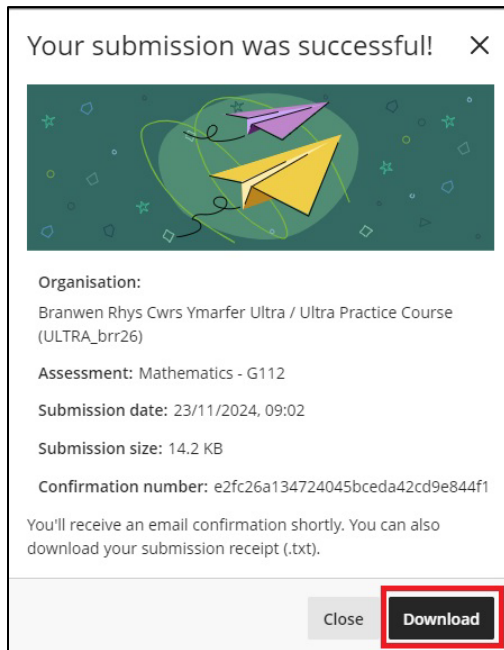 Your submission was successful!
Organisation:
Branwen Rhys Cwrs Ymarfer Ultra / Ultra Practice Course
(ULTRA_brr26)
Assessment: Mathematics - G112
Submission date: 23/11/2024, 09:02
Submission size: 14.2 KB
Confirmation number: e2fc26a134724045bceda42cd9e844f1
You'll receive an email confirmation shortly. You can also
download your submission receipt (.txt).
Close Download